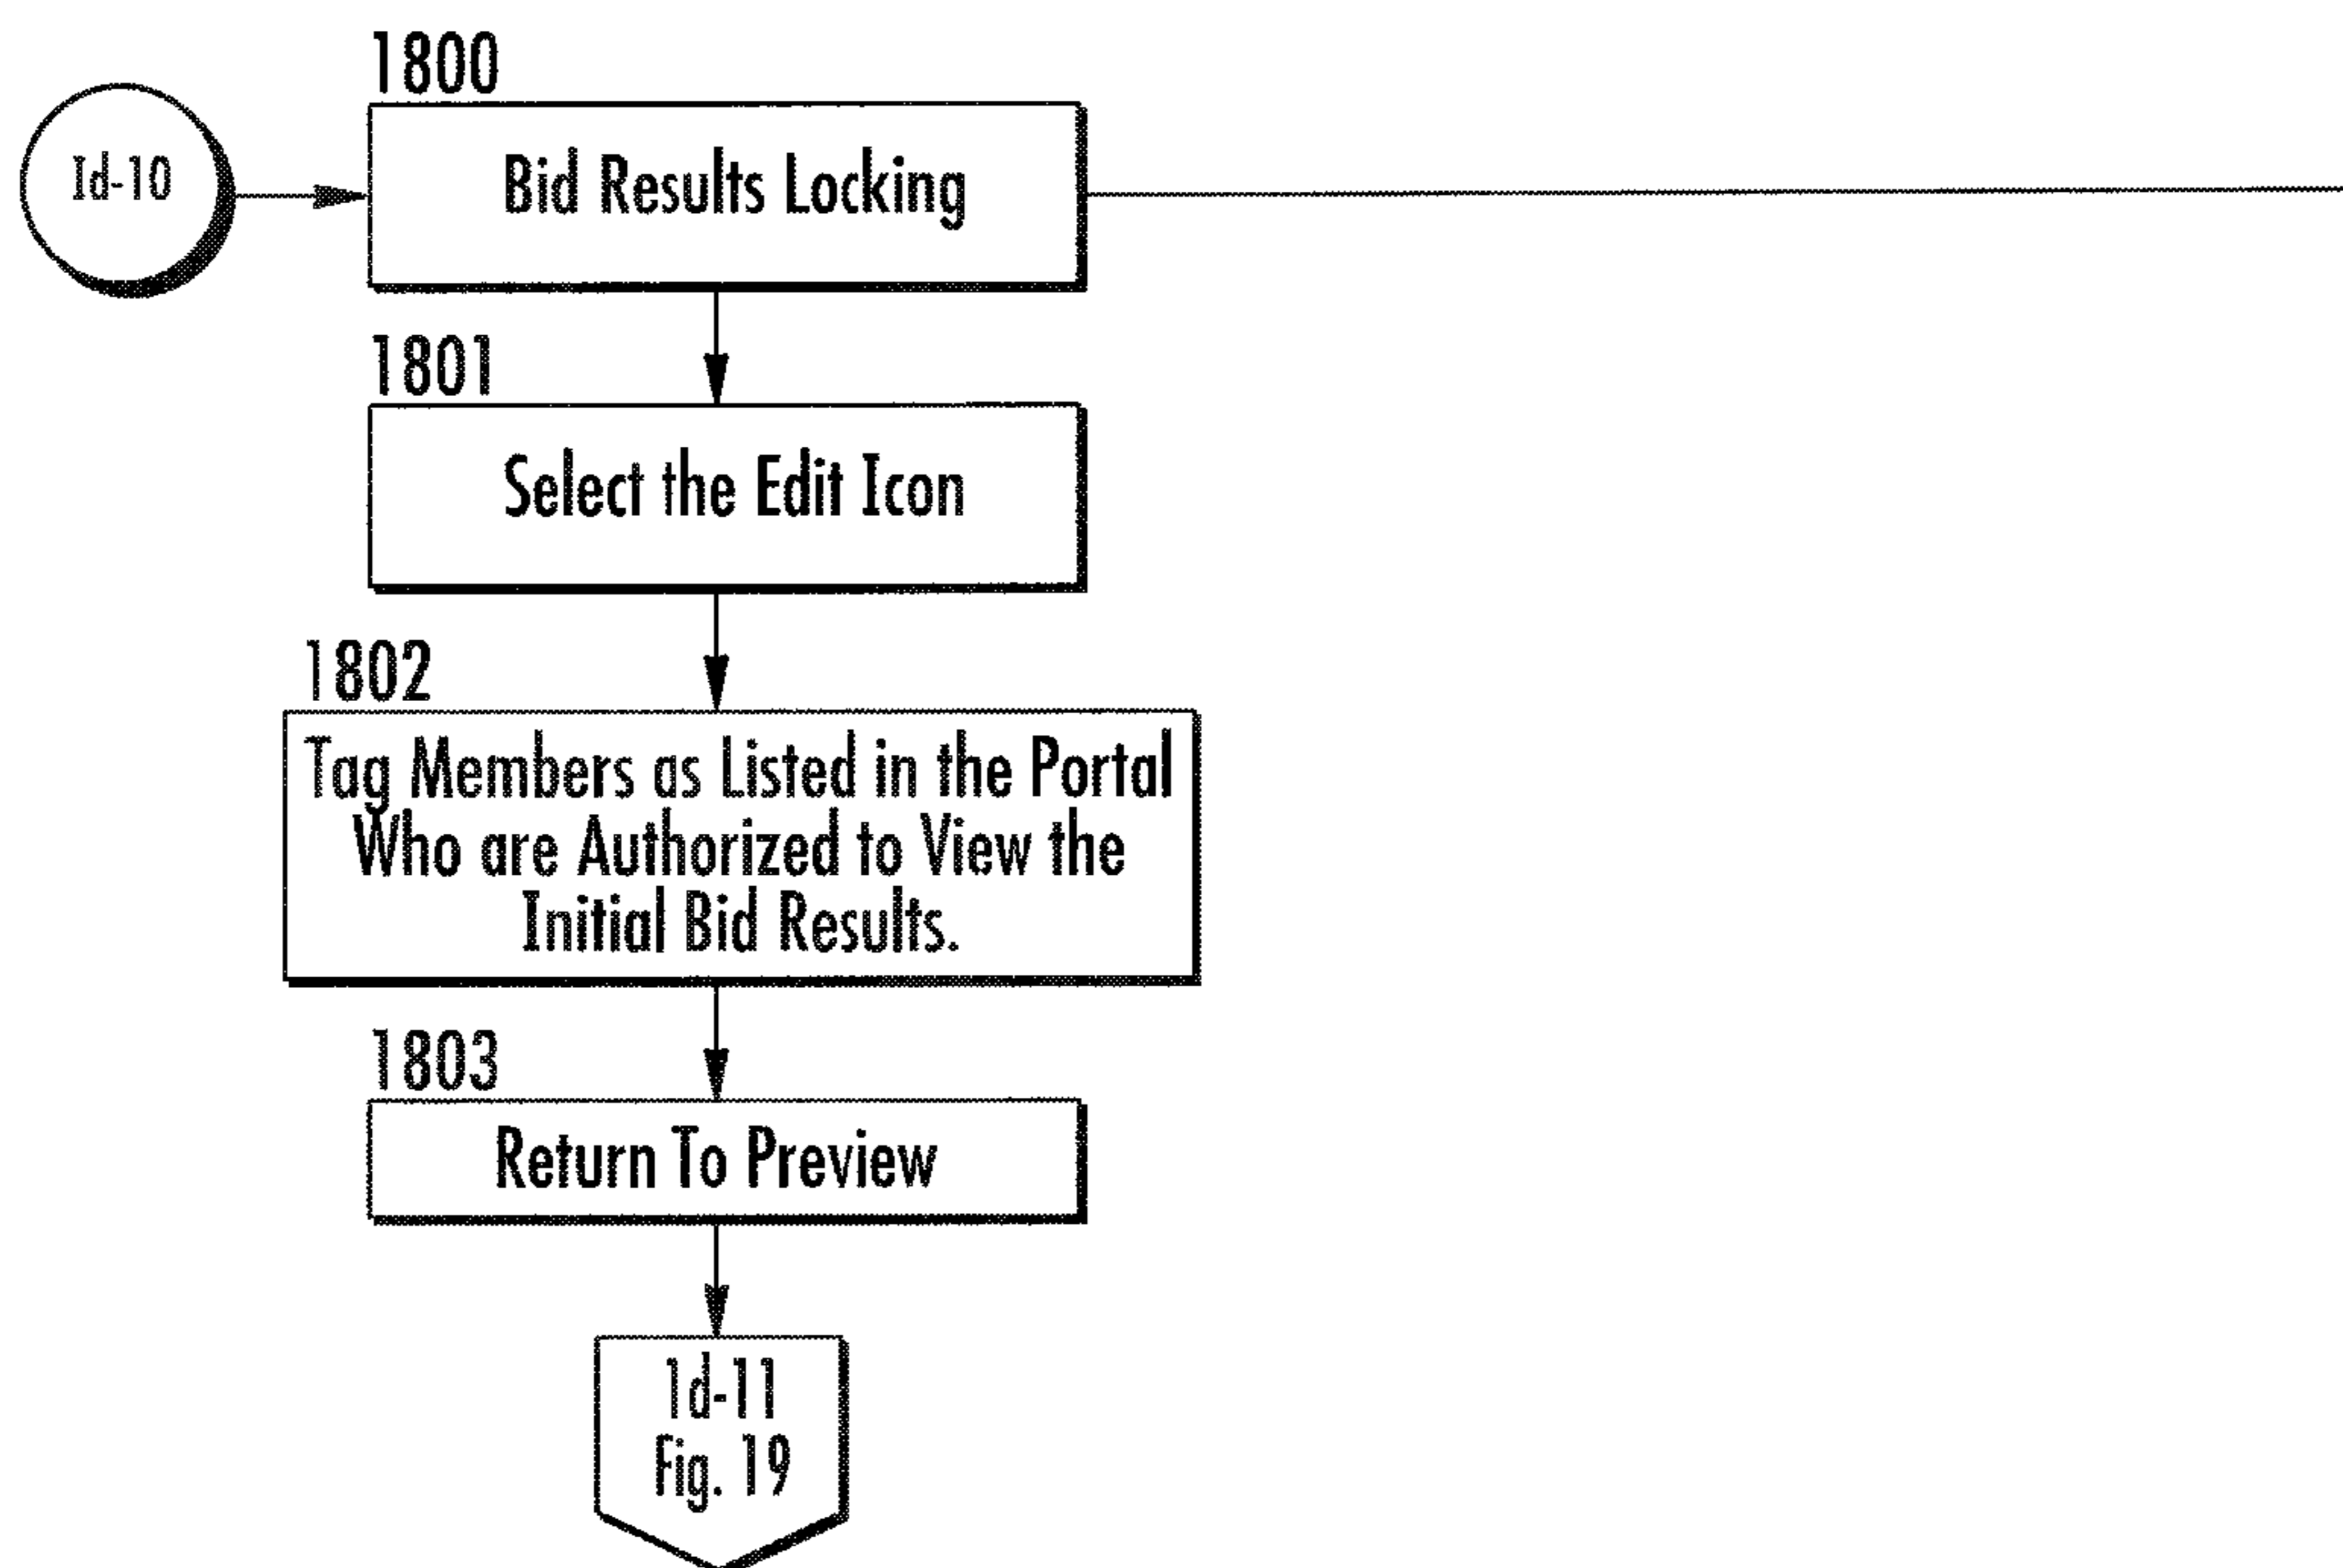 1800
Id-10
Bid Results Locking
1801
Select the Edit Icon
1802
Tag Members as Listed in the Portal
Who are Authorized to View the
Initial Bid Results.
1803
Return To Preview
1d-11
Fig. 19